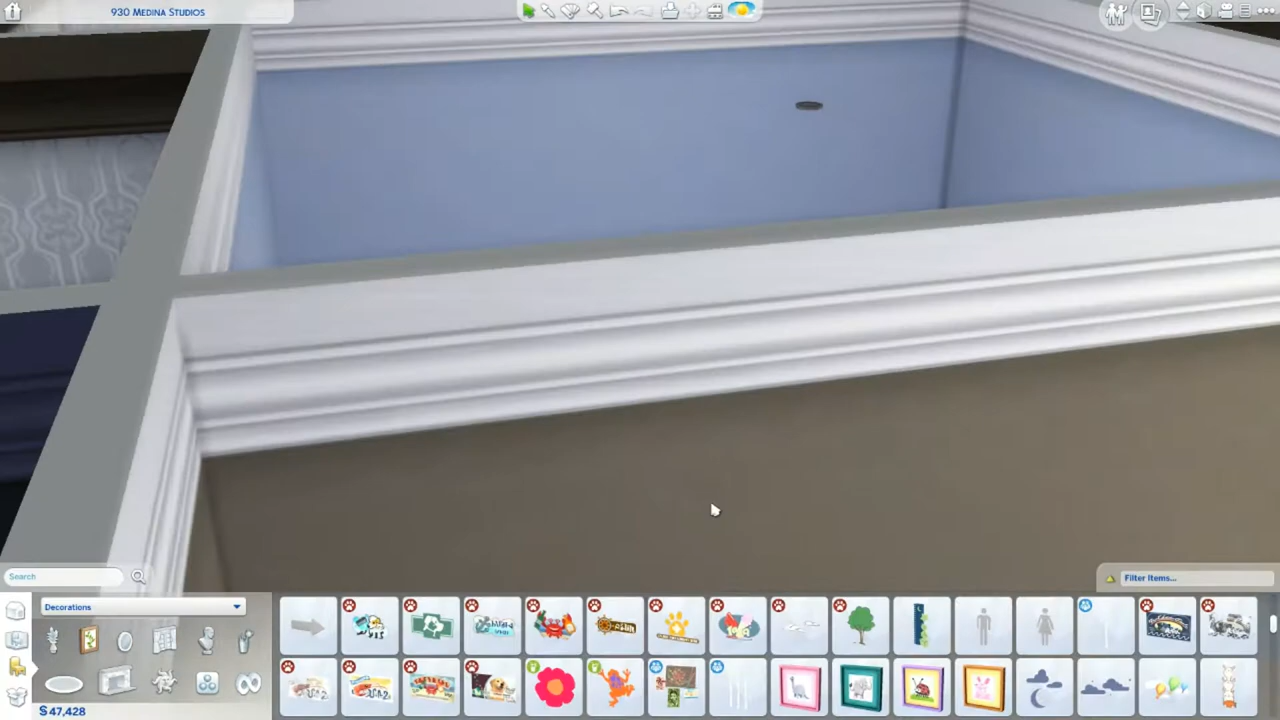 930 MEDINA STUDIOS
Search
Filter Items...
Decorations
§47,428